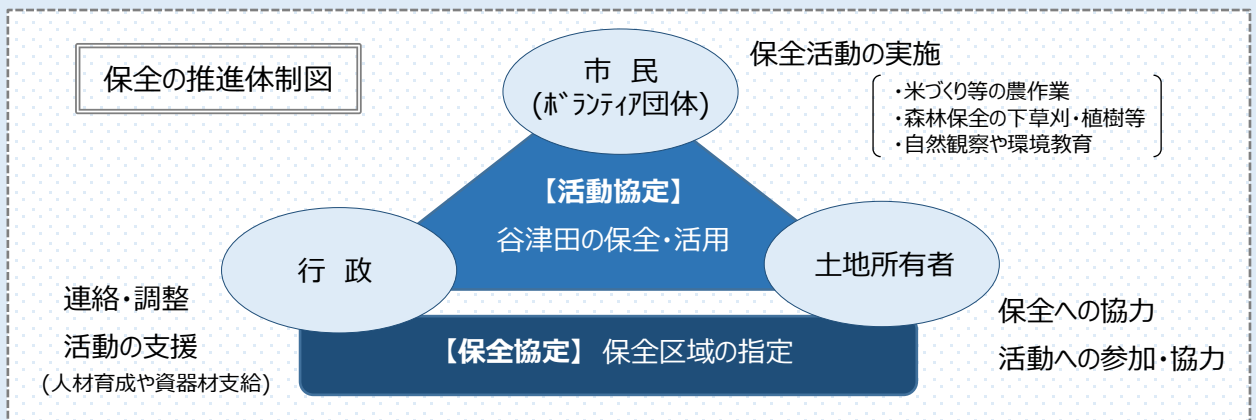 保全の推進体制図
市 民
(ボランティア団体)
保全活動の実施
・米づくり等の農作業
・森林保全の下草刈・植樹等
・自然観察や環境教育
【活動協定】
谷津田の保全・活用
行 政
土地所有者
連絡・調整
活動の支援
(人材育成や資器材支給)
保全への協力
活動への参加・協力
【保全協定】 保全区域の指定